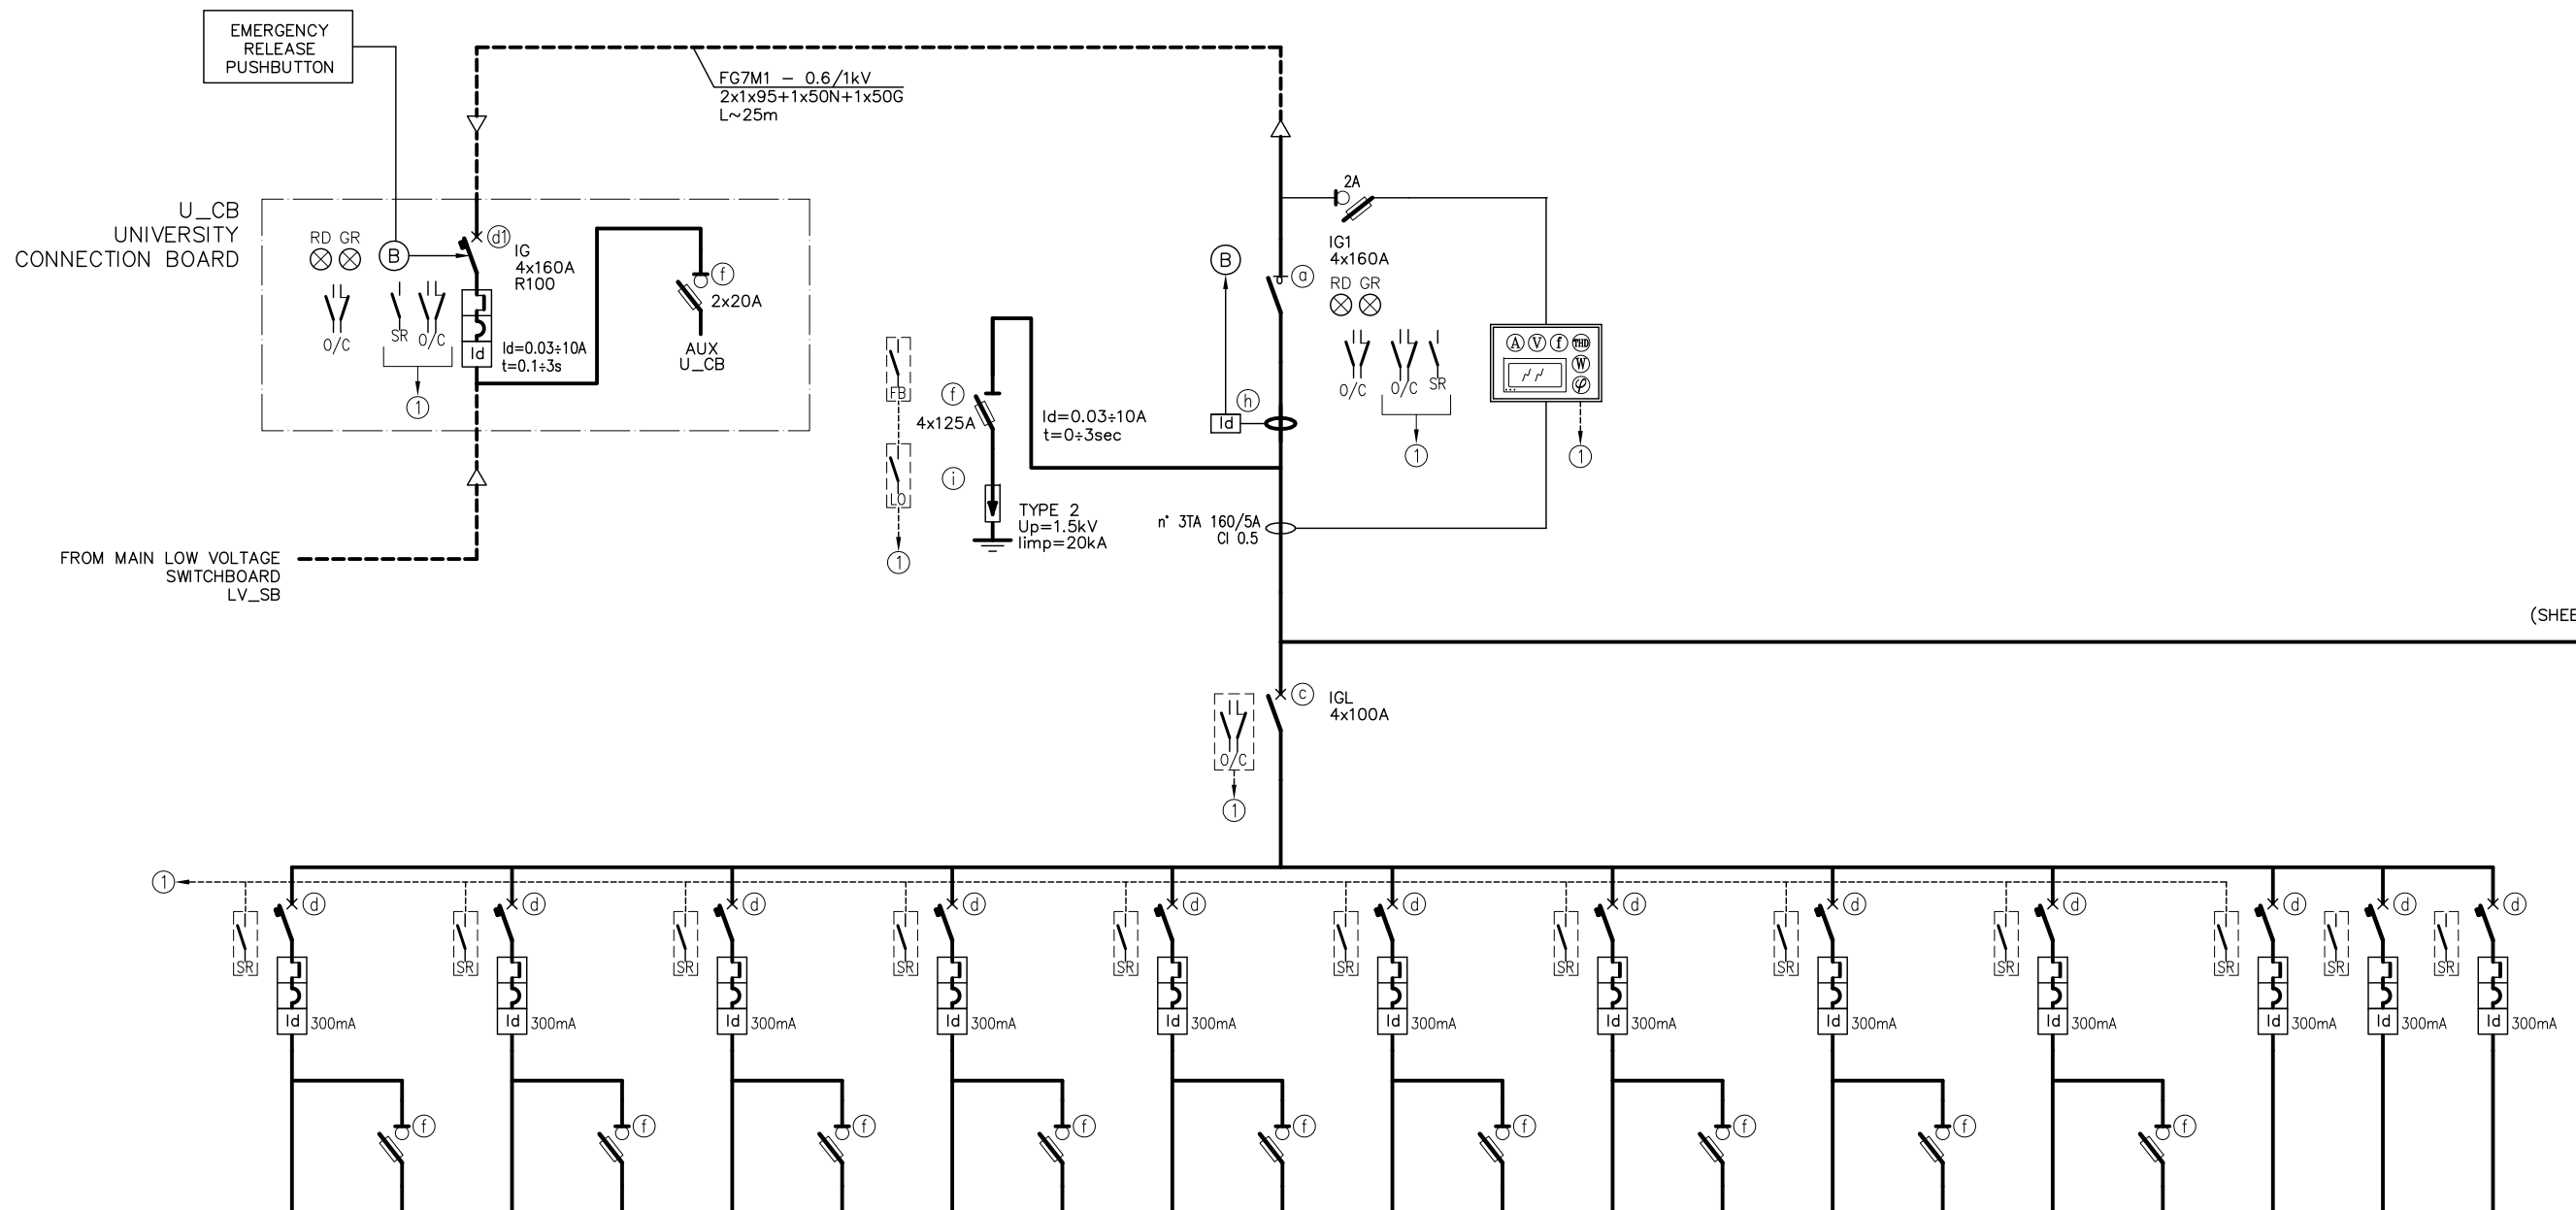 EMERGENCY
RELEASE
PUSHBUTTON
FG7M1 - 0.6/1kV
2x1x95+1x50N+1x50G
L~25m
U_CB
UNIVERSITY
CONNECTION BOARD
RD GR
B
d1
IG
4x160A
R100
O/C
SR
O/C
1
Id
Id=0.03÷10A
t=0.1÷3s
f
2x20A
AUX
U_CB
FROM MAIN LOW VOLTAGE
SWITCHBOARD
LV_SB
FB
LO
1
f
4x125A
i
TYPE 2
Up=1.5kV
Iimp=20kA
Id=0.03÷10A
t=0÷3sec
B
Id
h
a
2A
IG1
4x160A
RD GR
O/C
O/C
SR
1
A V f THD
W
φ
1
n° 3TA 160/5A
Cl 0.5
(SHEE
c
IGL
4x100A
O/C
1
1
d d d d d d d d d d d d
SR SR SR SR SR SR SR SR SR SR SR SR
Id 300mA Id 300mA Id 300mA Id 300mA Id 300mA Id 300mA Id 300mA Id 300mA Id 300mA Id 300mA Id 300mA Id 300mA
f f f f f f f f f